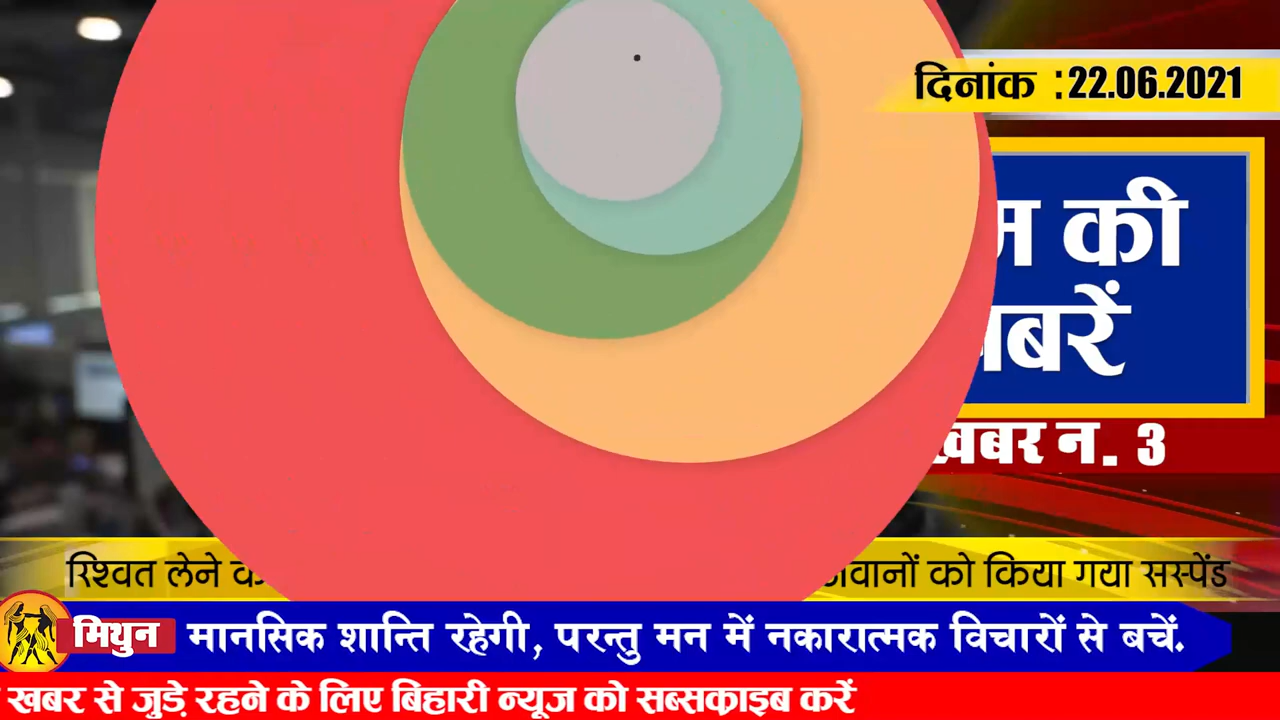 दिनांक :22.06.2021
की
खबर न. 3
रिश्वत लेने
को किया गया सस्पेंड
मिथुन मानसिक शान्ति रहेगी, परन्तु मन में नकारात्मक विचारों से बचें.
खबर से जुड़े रहने के लिए बिहारी न्यूज को सब्सक्राइब करें